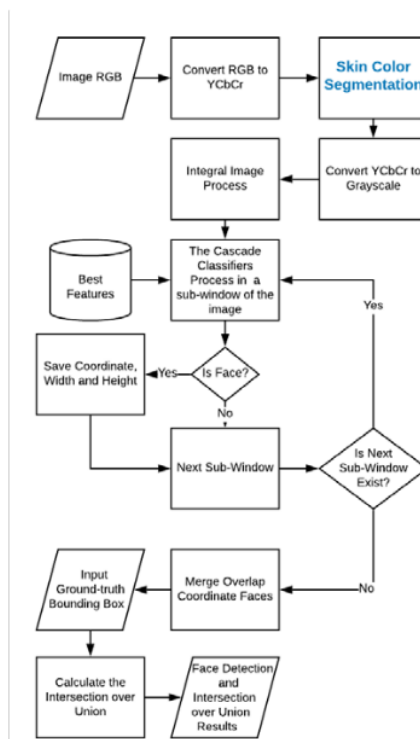 Image RGB
Convert RGB to
YCbCr
Skin Color
Segmentation
Integral Image
Process
Convert YCbCr to
Grayscale
Best
Features
The Cascade
Classifiers
Process in a
sub-window of the
image
Yes
Save Coordinate,
Width and Height
Yes
Is Face?
No
Next Sub-Window
Is Next
Sub-Window
Exist?
No
Input
Ground-truth
Bounding Box
Merge Overlap
Coordinate Faces
Calculate the
Intersection over
Union
Face Detection
and
Intersection
over Union
Results